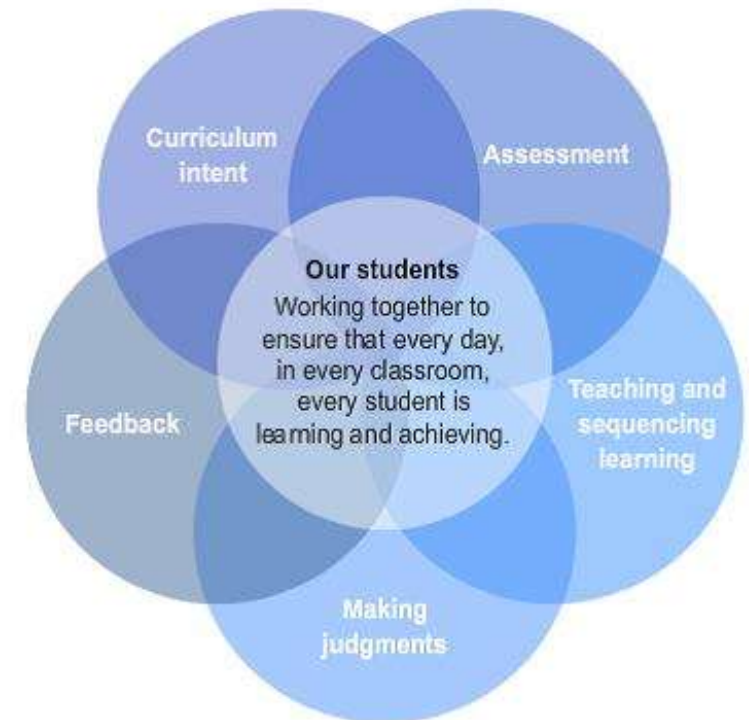 Curriculum
intent
Assessment
Our students
Working together to
ensure that every day,
in every classroom,
every student is
learning and achieving.
Teaching and
sequencing
learning
Feedback
Making
judgments